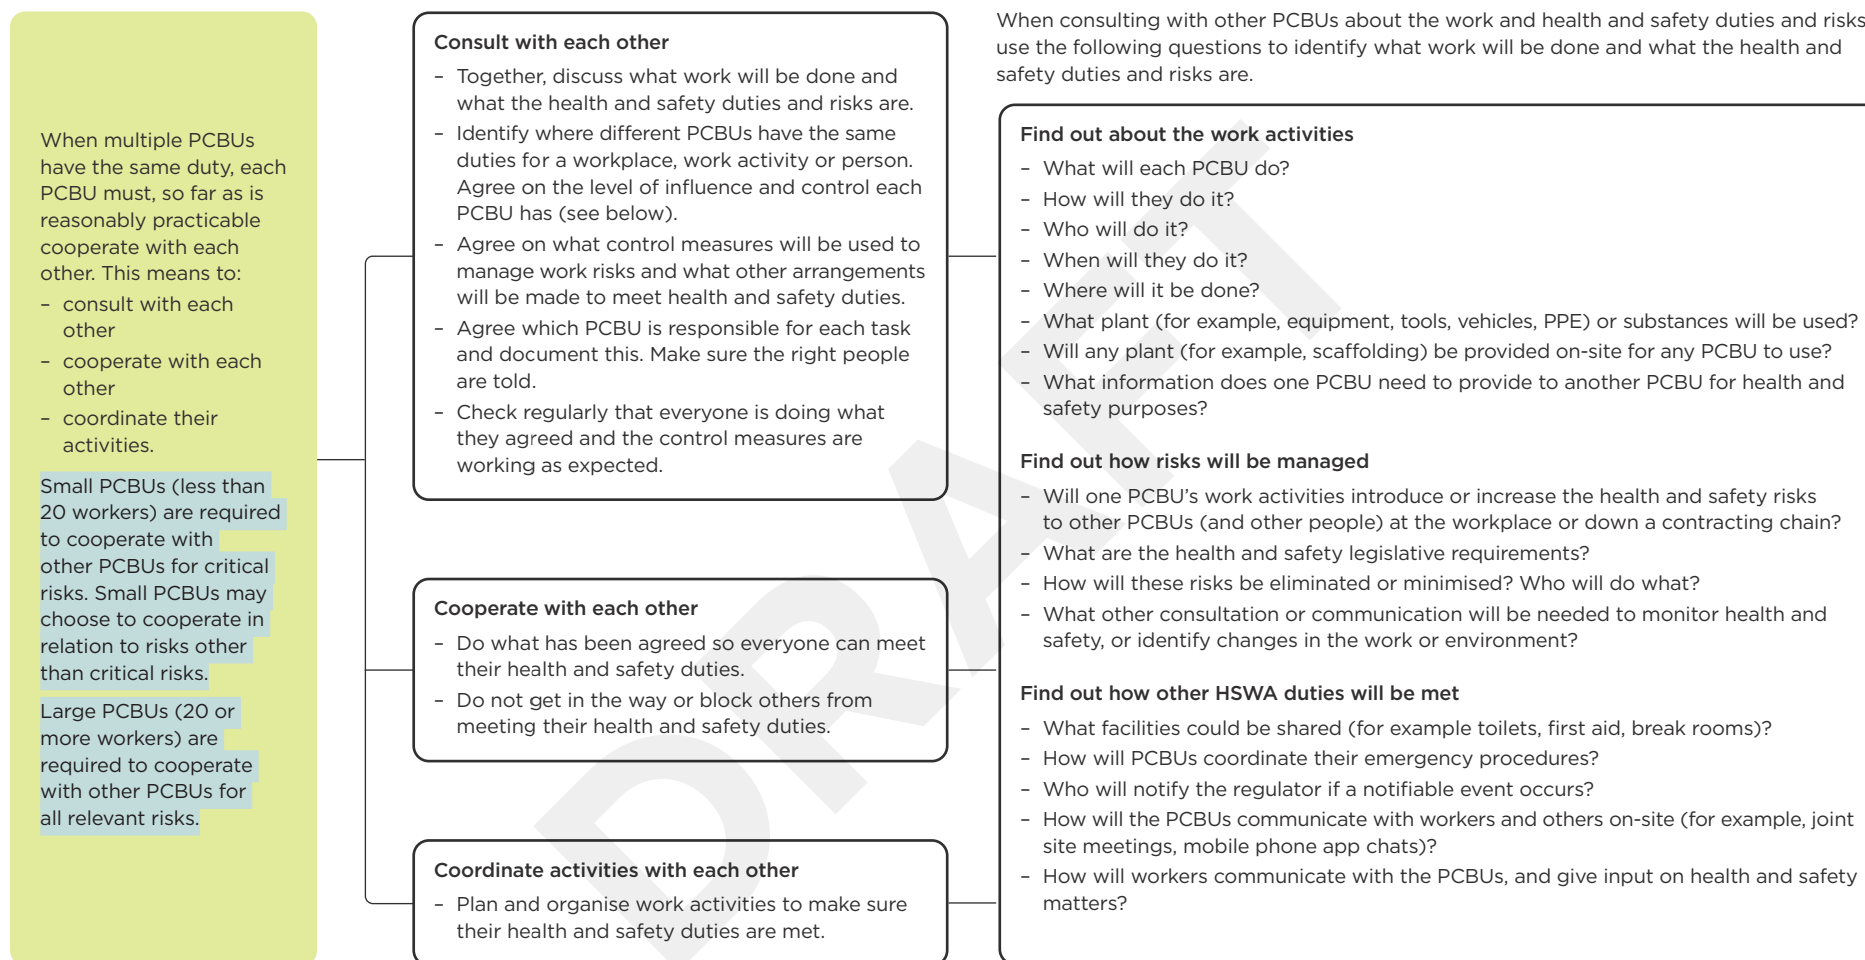 When multiple PCBUs
have the same duty, each
PCBU must, so far as is
reasonably practicable
cooperate with each
other. This means to:
– consult with each
other
– cooperate with each
other
– coordinate their
activities.
Small PCBUs (less than
20 workers) are required
to cooperate with
other PCBUs for critical
risks. Small PCBUs may
choose to cooperate in
relation to risks other
than critical risks.
Large PCBUs (20 or
more workers) are
required to cooperate
with other PCBUs for
all relevant risks.
Consult with each other
– Together, discuss what work will be done and
what the health and safety duties and risks are.
– Identify where different PCBUs have the same
duties for a workplace, work activity or person.
Agree on the level of influence and control each
PCBU has (see below).
– Agree on what control measures will be used to
manage work risks and what other arrangements
will be made to meet health and safety duties.
– Agree which PCBU is responsible for each task
and document this. Make sure the right people
are told.
– Check regularly that everyone is doing what
they agreed and the control measures are
working as expected.
Cooperate with each other
– Do what has been agreed so everyone can meet
their health and safety duties.
– Do not get in the way or block others from
meeting their health and safety duties.
Coordinate activities with each other
– Plan and organise work activities to make sure
their health and safety duties are met.
When consulting with other PCBUs about the work and health and safety duties and risks
use the following questions to identify what work will be done and what the health and
safety duties and risks are.
Find out about the work activities
– What will each PCBU do?
– How will they do it?
– Who will do it?
– When will they do it?
– Where will it be done?
– What plant (for example, equipment, tools, vehicles, PPE) or substances will be used?
– Will any plant (for example, scaffolding) be provided on-site for any PCBU to use?
– What information does one PCBU need to provide to another PCBU for health and
safety purposes?
Find out how risks will be managed
– Will one PCBU’s work activities introduce or increase the health and safety risks
to other PCBUs (and other people) at the workplace or down a contracting chain?
– What are the health and safety legislative requirements?
– How will these risks be eliminated or minimised? Who will do what?
– What other consultation or communication will be needed to monitor health and
safety, or identify changes in the work or environment?
Find out how other HSWA duties will be met
– What facilities could be shared (for example toilets, first aid, break rooms)?
– How will PCBUs coordinate their emergency procedures?
– Who will notify the regulator if a notifiable event occurs?
– How will the PCBUs communicate with workers and others on-site (for example, joint
site meetings, mobile phone app chats)?
– How will workers communicate with the PCBUs, and give input on health and safety
matters?
DRAFT